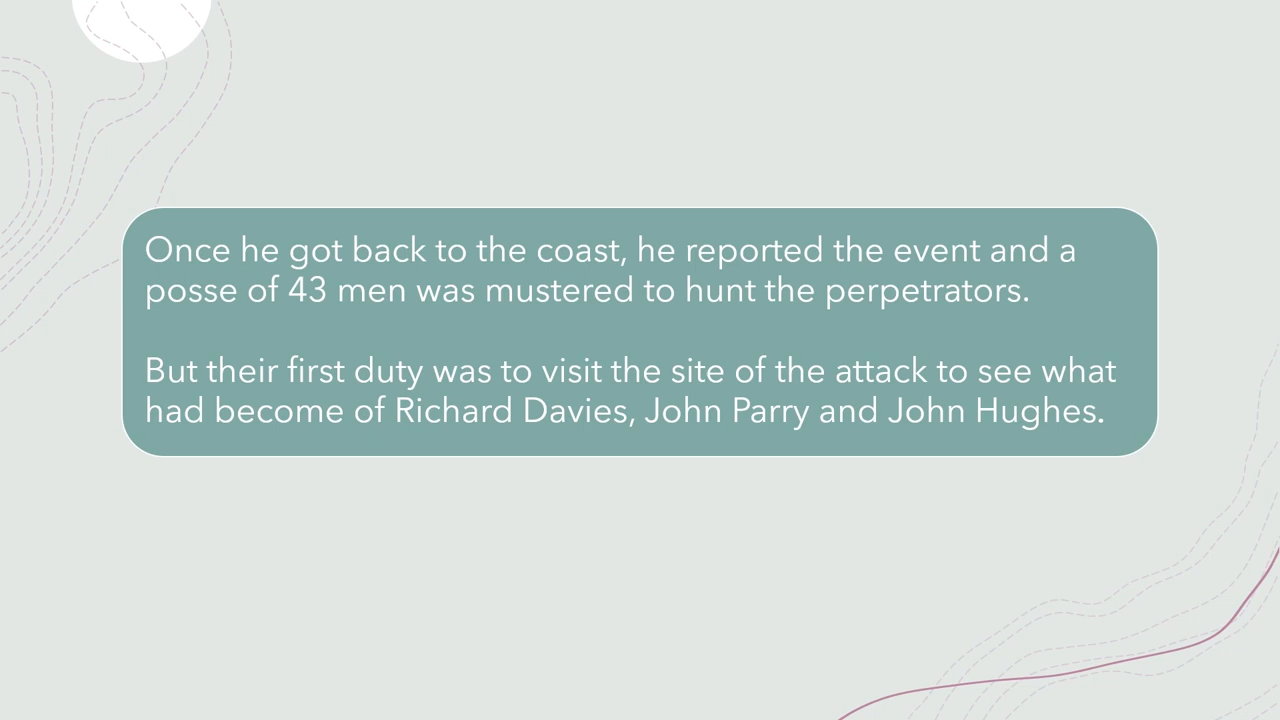 Once he got back to the coast, he reported the event and a
posse of 43 men was mustered to hunt the perpetrators.
But their first duty was to visit the site of the attack to see what
had become of Richard Davies, John Parry and John Hughes.